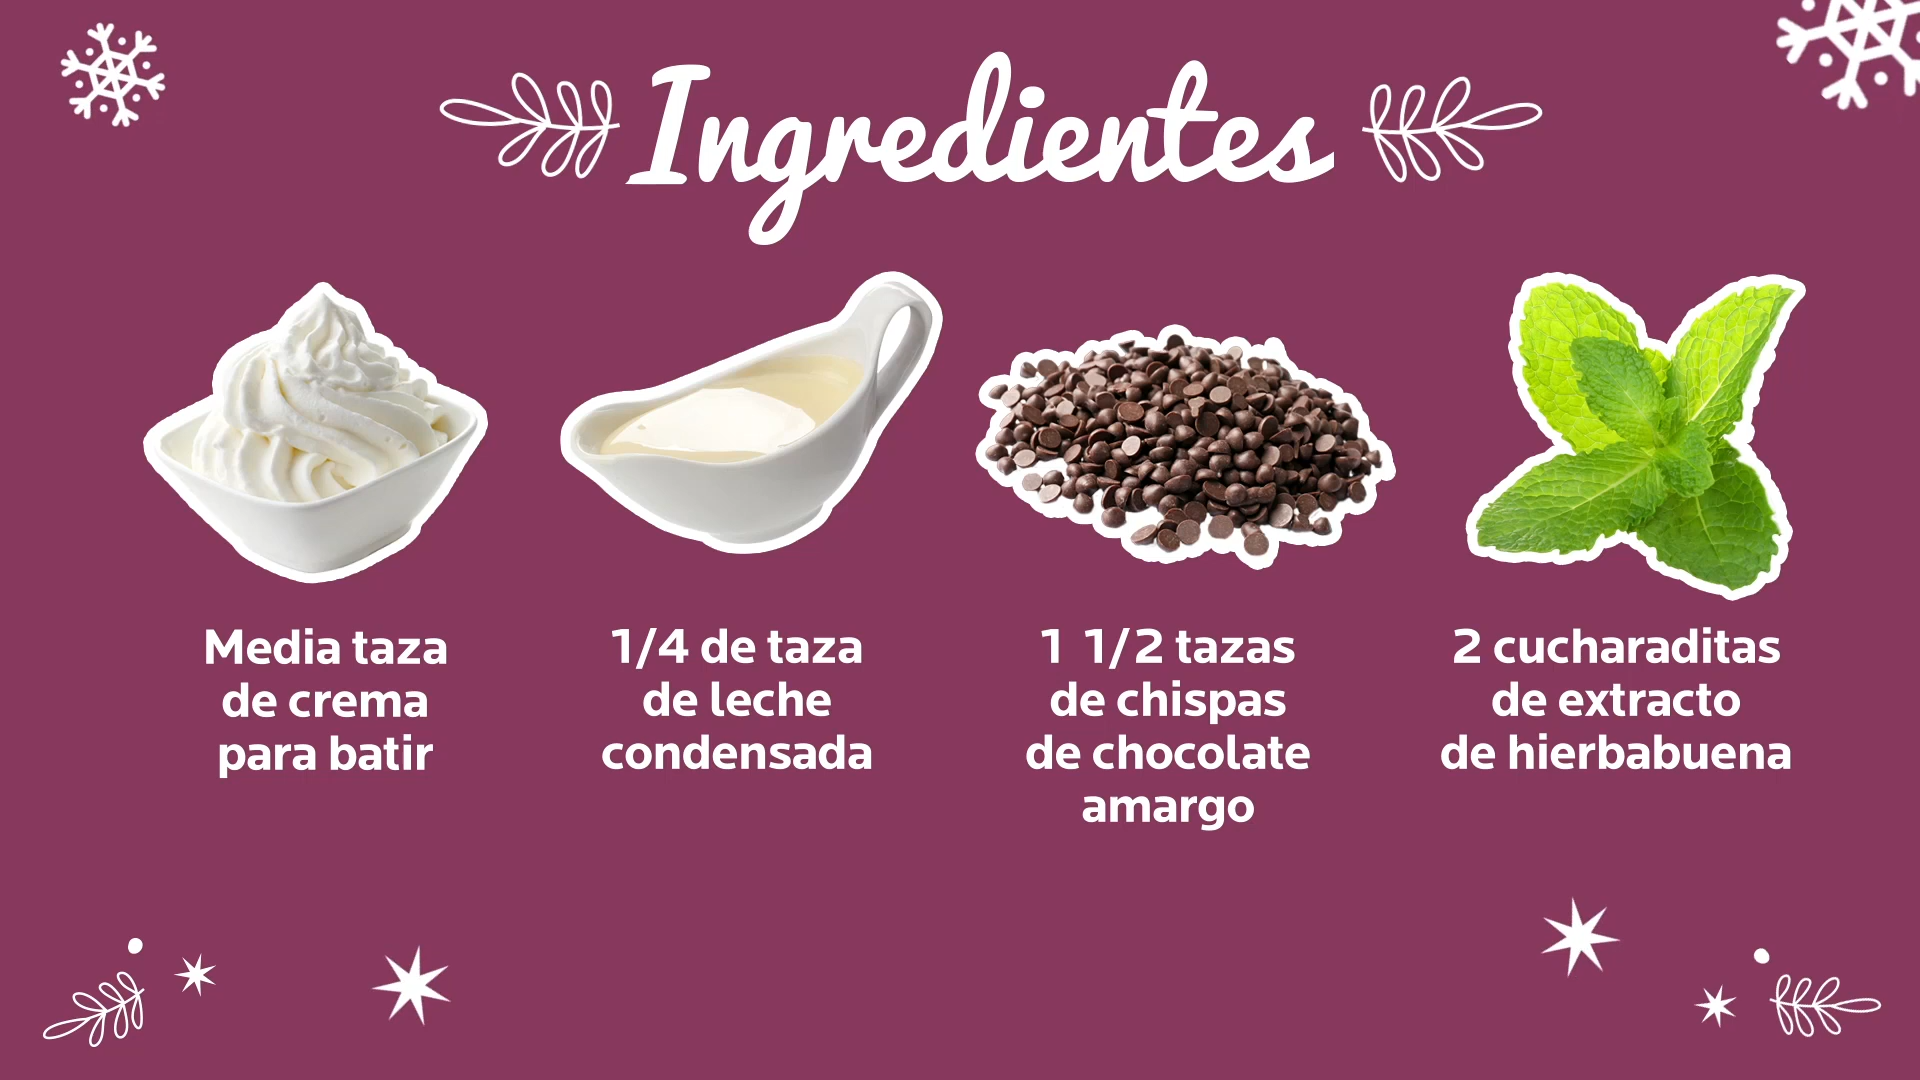 Ingredientes
Media taza
de crema
para batir
1/4 de taza
de leche
condensada
1 1/2 tazas
de chispas
de chocolate
amargo
2 cucharaditas
de extracto
de hierbabuena